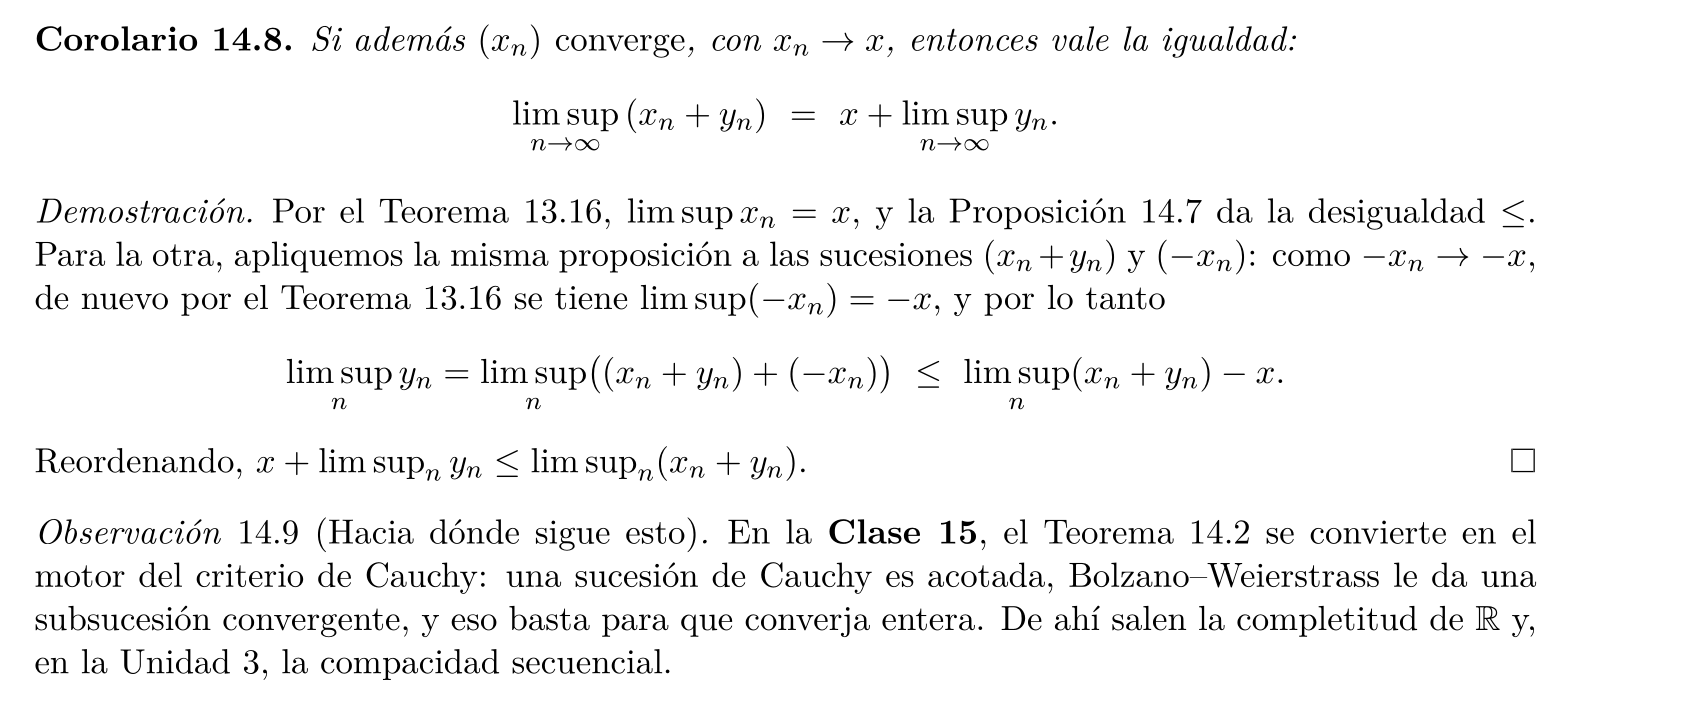 Corolario 14.8. Si además (xₙ) converge, con xₙ → x, entonces vale la igualdad:
lim sup (xₙ + yₙ) = x + lim sup yₙ.
n→∞ n→∞
Demostración. Por el Teorema 13.16, lim sup xₙ = x, y la Proposición 14.7 da la desigualdad ≤.
Para la otra, apliquemos la misma proposición a las sucesiones (xₙ + yₙ) y (−xₙ): como −xₙ → −x,
de nuevo por el Teorema 13.16 se tiene lim sup(−xₙ) = −x, y por lo tanto
lim sup yₙ = lim sup((xₙ + yₙ) + (−xₙ)) ≤ lim sup(xₙ + yₙ) − x.
n n n
Reordenando, x + lim supₙ yₙ ≤ lim supₙ(xₙ + yₙ). □
Observación 14.9 (Hacia dónde sigue esto). En la Clase 15, el Teorema 14.2 se convierte en el
motor del criterio de Cauchy: una sucesión de Cauchy es acotada, Bolzano–Weierstrass le da una
subsucesión convergente, y eso basta para que converja entera. De ahí salen la completitud de ℝ y,
en la Unidad 3, la compacidad secuencial.